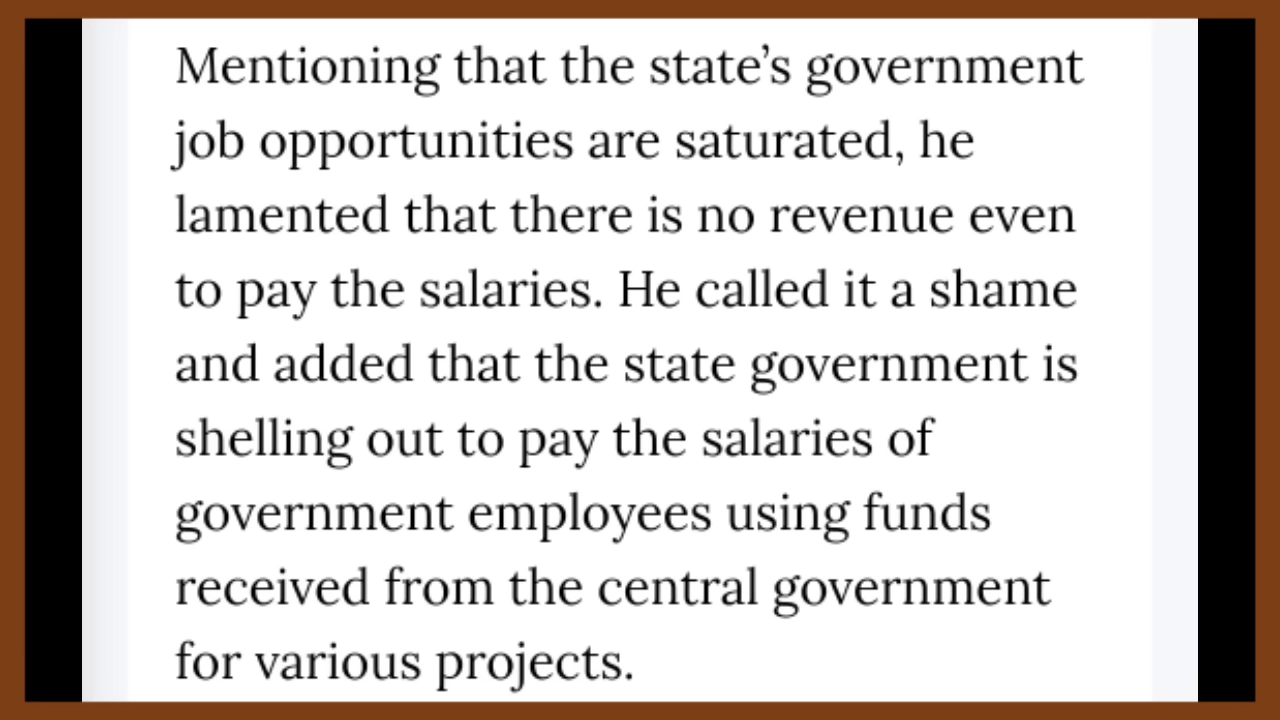 Mentioning that the state’s government
job opportunities are saturated, he
lamented that there is no revenue even
to pay the salaries. He called it a shame
and added that the state government is
shelling out to pay the salaries of
government employees using funds
received from the central government
for various projects.